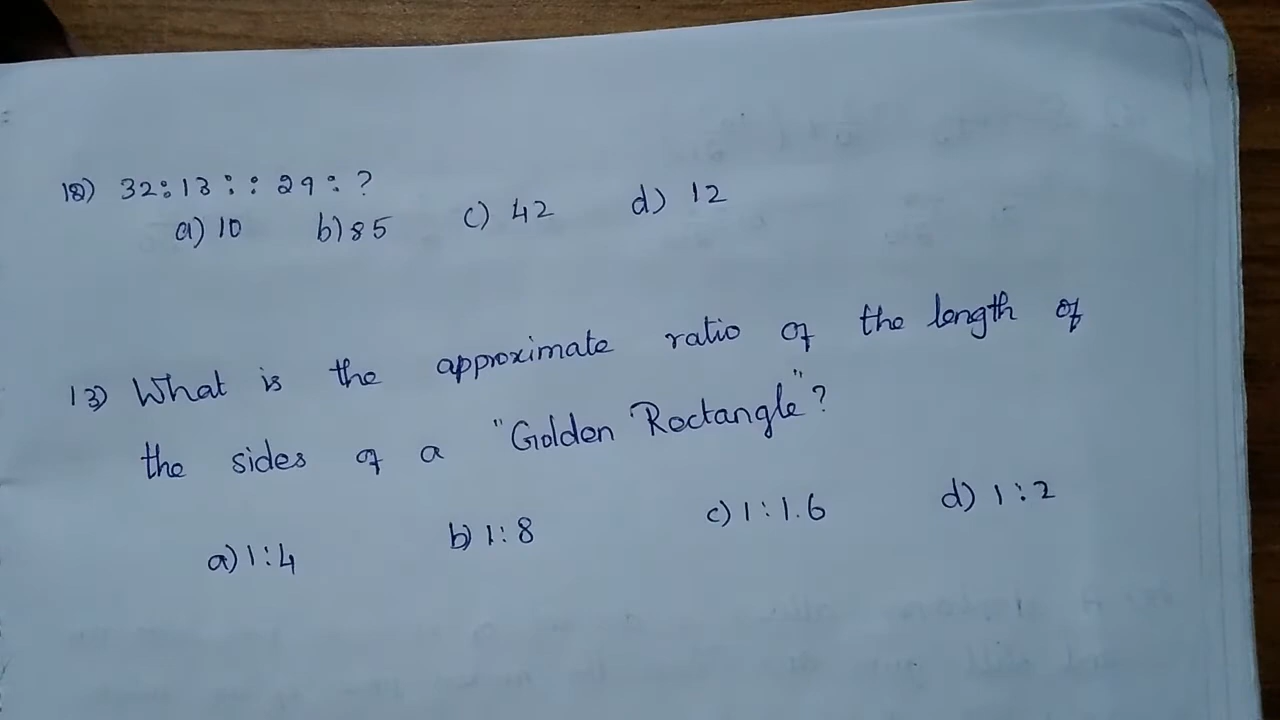 12) 32:13 :: 29:?
a) 10 b) 85 c) 42 d) 12
13) What is the approximate ratio of the length of
the sides of a "Golden Rectangle"?
a) 1:4 b) 1:8 c) 1:1.6 d) 1:2